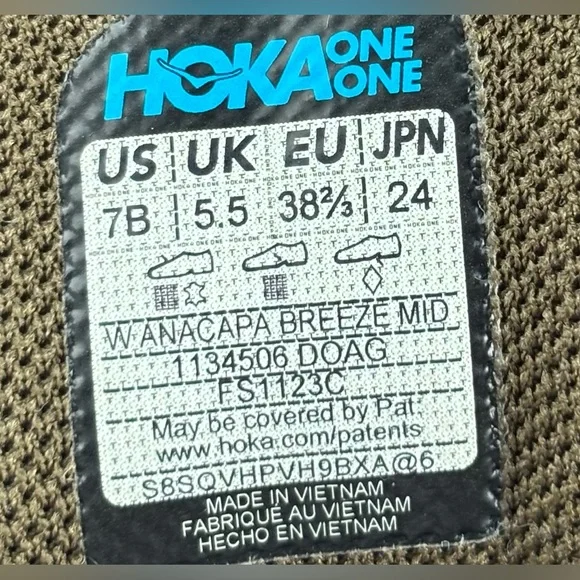 HOKA ONE ONE
US UK EU JPN
7B 5.5 38⅔ 24
W ANACAPA BREEZE MID
1134506 DOAG
FS1123C
May be covered by Pat.
www.hoka.com/patents
S8SQVHPVH9BXA@6
MADE IN VIETNAM
FABRIQUÉ AU VIETNAM
HECHO EN VIETNAM